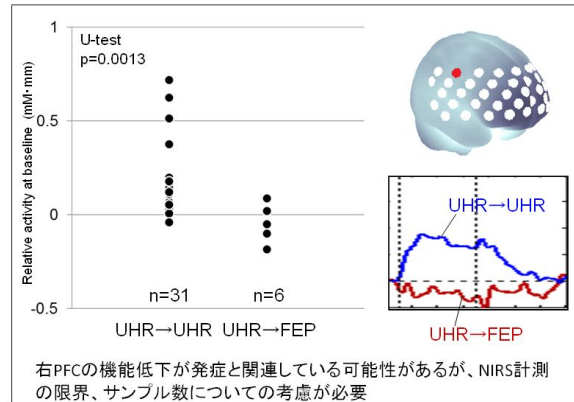 U-test
p=0.0013
Relative activity at baseline (mM･mm)
1
0.5
0
-0.5
n=31 n=6
UHR→UHR UHR→FEP
UHR→UHR
UHR→FEP
右PFCの機能低下が発症と関連している可能性があるが、NIRS計測
の限界、サンプル数についての考慮が必要